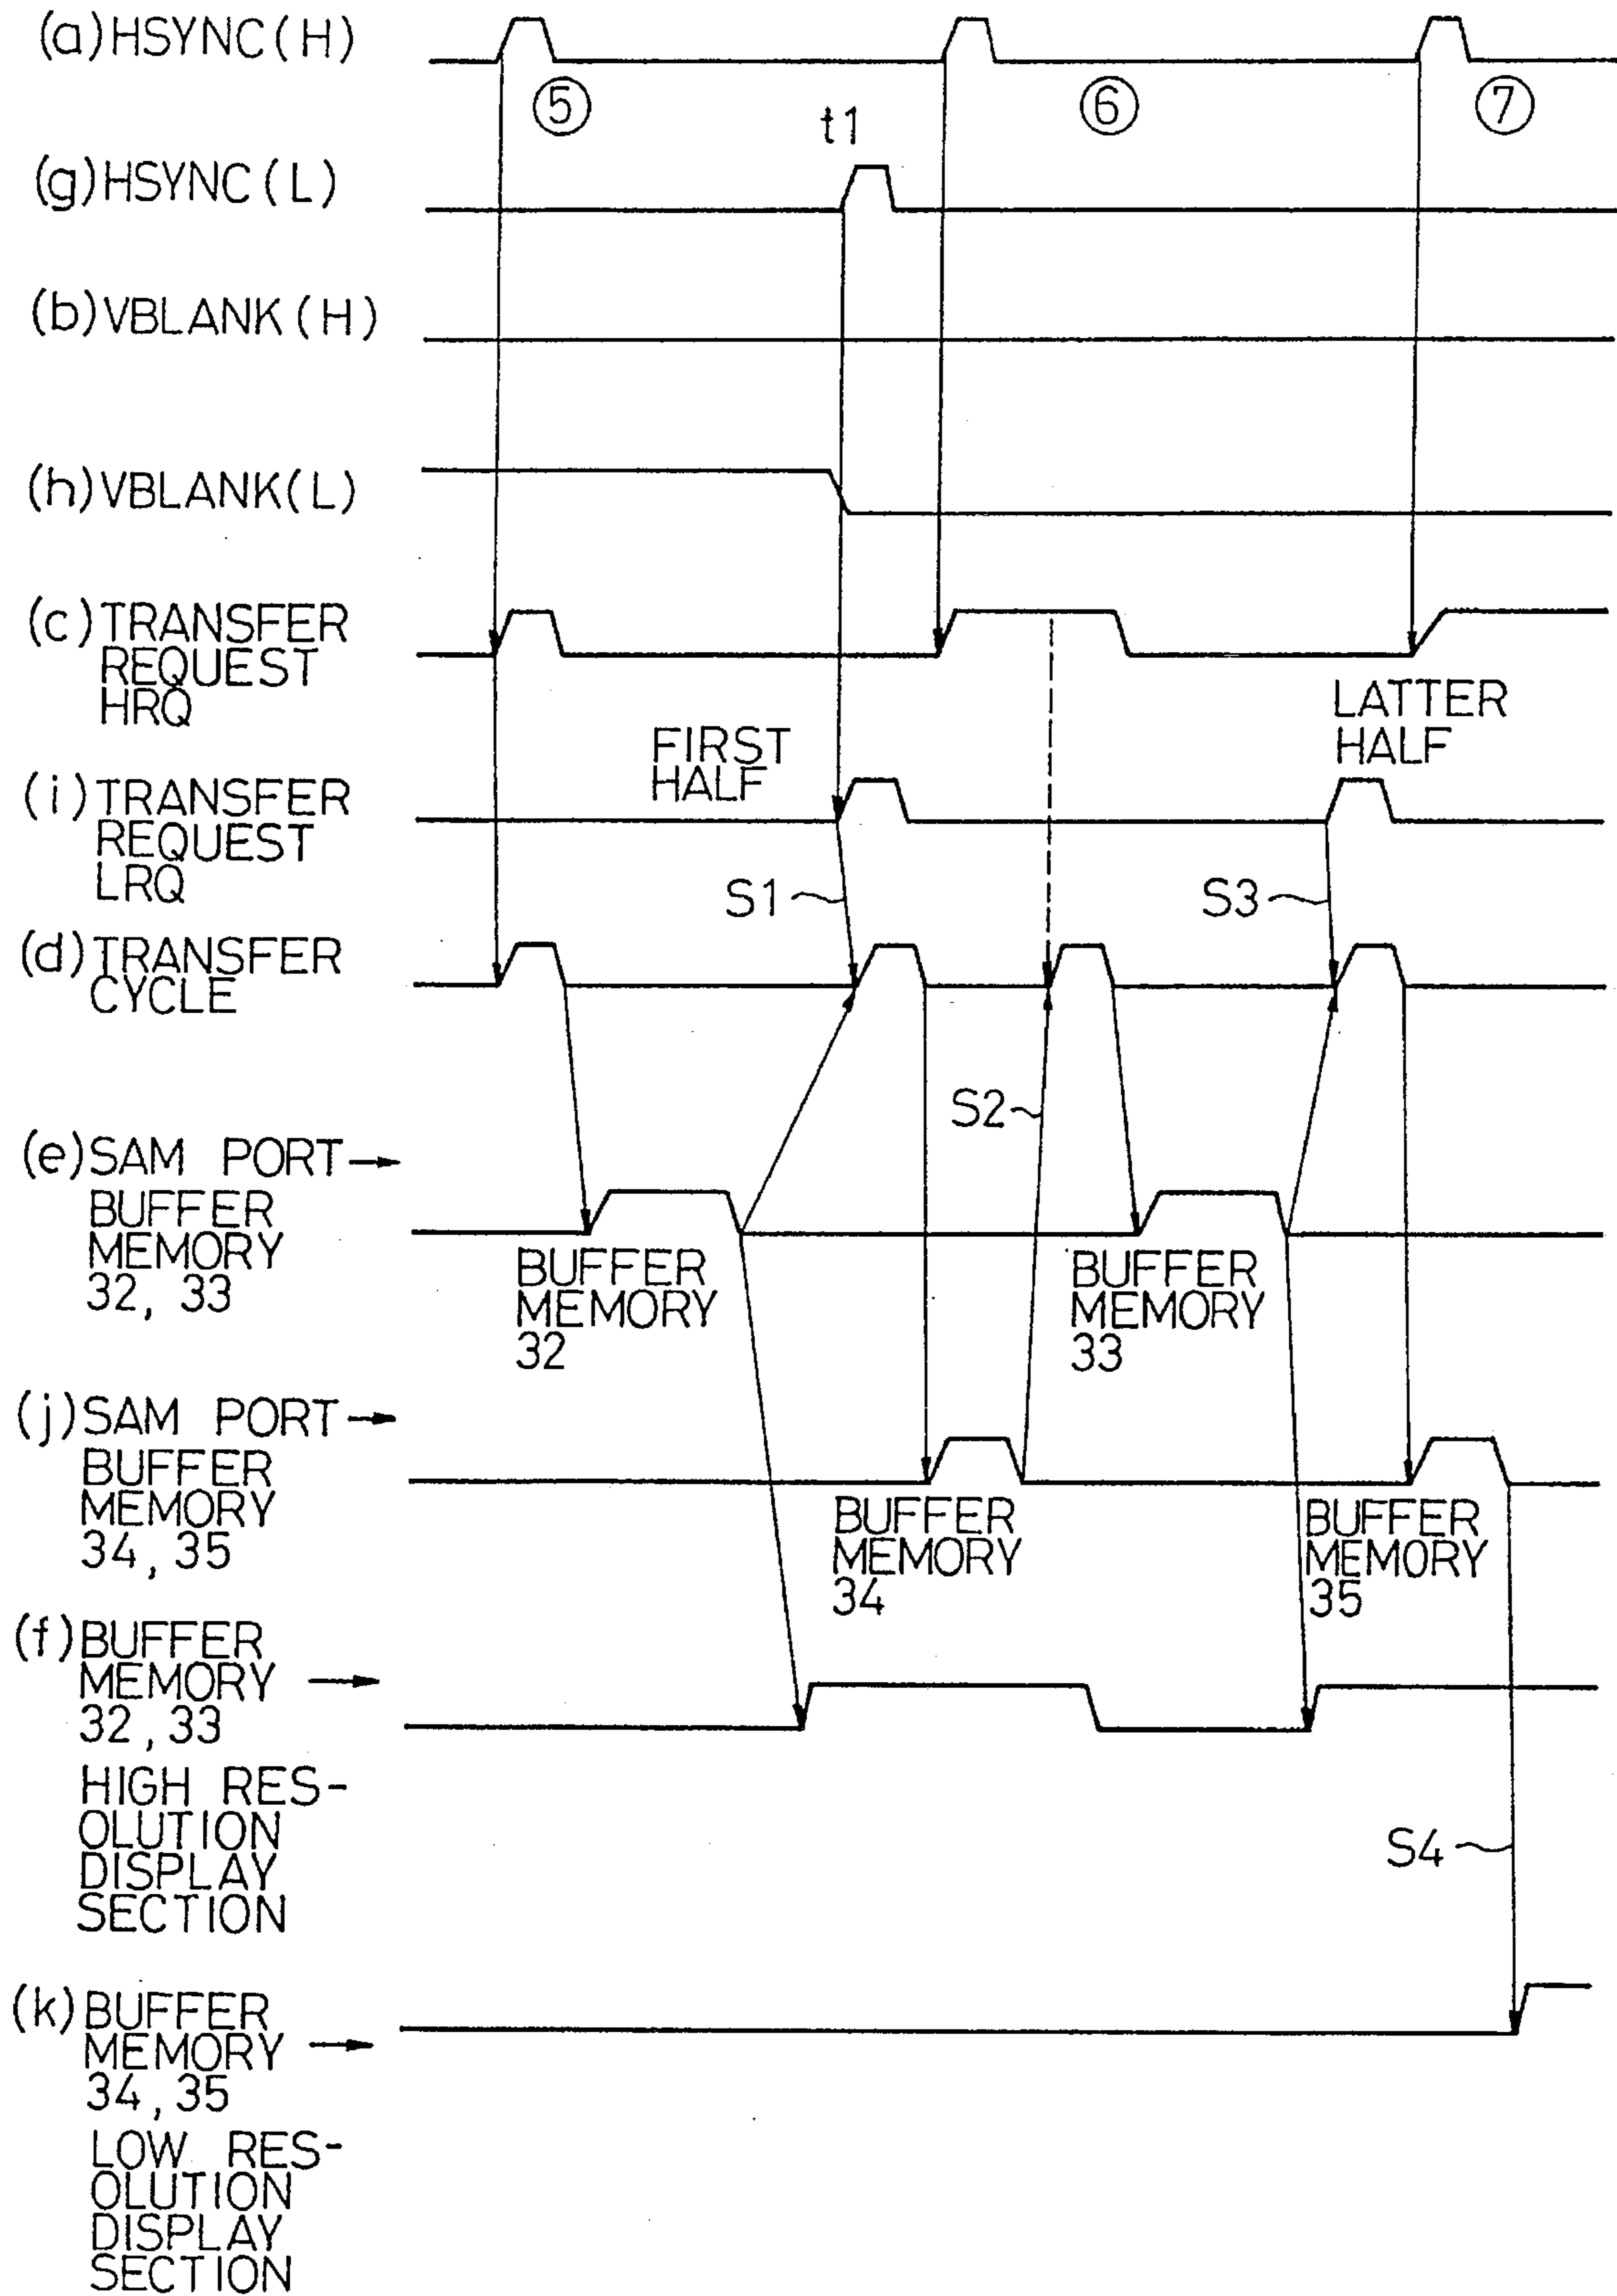 (a) HSYNC(H)
⑤
⑥
⑦
t1
(g) HSYNC(L)
(b) VBLANK(H)
(h) VBLANK(L)
(c) TRANSFER
REQUEST
HRQ
FIRST
HALF
LATTER
HALF
(i) TRANSFER
REQUEST
LRQ
S1
S3
(d) TRANSFER
CYCLE
S2
(e) SAM PORT→
BUFFER
MEMORY
32, 33
BUFFER
MEMORY
32
BUFFER
MEMORY
33
(j) SAM PORT→
BUFFER
MEMORY
34, 35
BUFFER
MEMORY
34
BUFFER
MEMORY
35
(f) BUFFER
MEMORY →
32, 33
HIGH RES-
OLUTION
DISPLAY
SECTION
S4
(k) BUFFER
MEMORY →
34, 35
LOW RES-
OLUTION
DISPLAY
SECTION